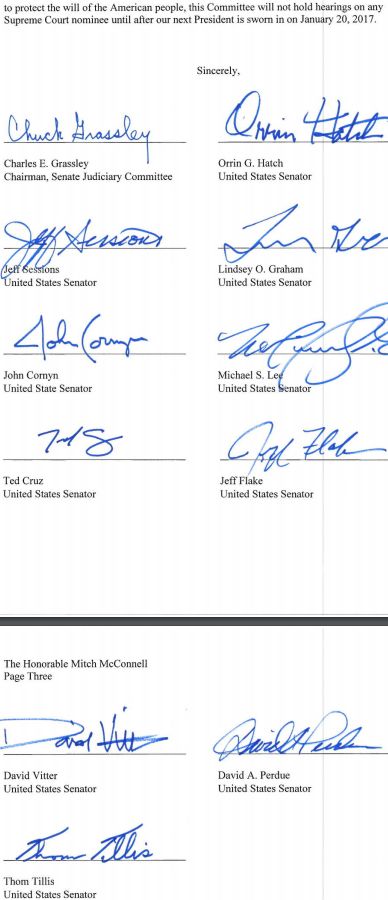 to protect the will of the American people, this Committee will not hold hearings on any
Supreme Court nominee until after our next President is sworn in on January 20, 2017.
Sincerely,
Chuck Grassley
Charles E. Grassley
Chairman, Senate Judiciary Committee
Orrin Hatch
Orrin G. Hatch
United States Senator
Jeff Sessions
Jeff Sessions
United States Senator
Lindsey O. Graham
United States Senator
John Cornyn
John Cornyn
United State Senator
Michael S. Lee
United States Senator
Ted Cruz
United States Senator
Jeff Flake
Jeff Flake
United States Senator
The Honorable Mitch McConnell
Page Three
David Vitter
David Vitter
United States Senator
David Perdue
David A. Perdue
United States Senator
Thom Tillis
Thom Tillis
United States Senator